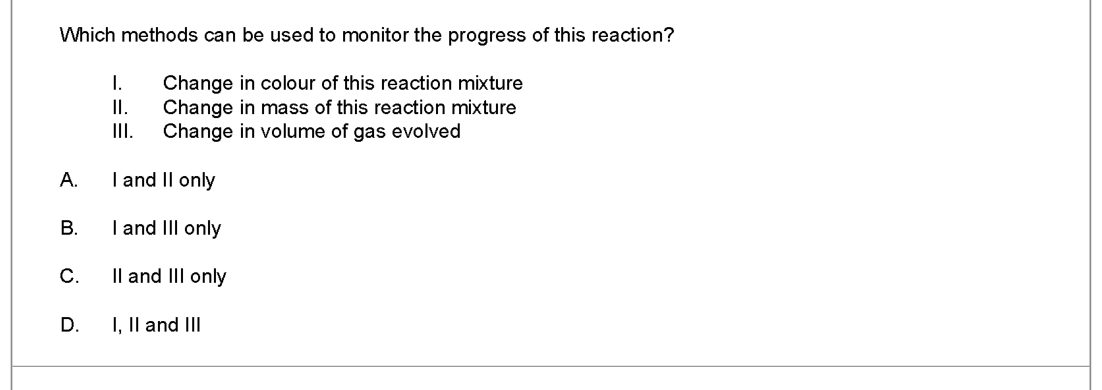 Which methods can be used to monitor the progress of this reaction?
I. Change in colour of this reaction mixture
II. Change in mass of this reaction mixture
III. Change in volume of gas evolved
A. I and II only
B. I and III only
C. II and III only
D. I, II and III